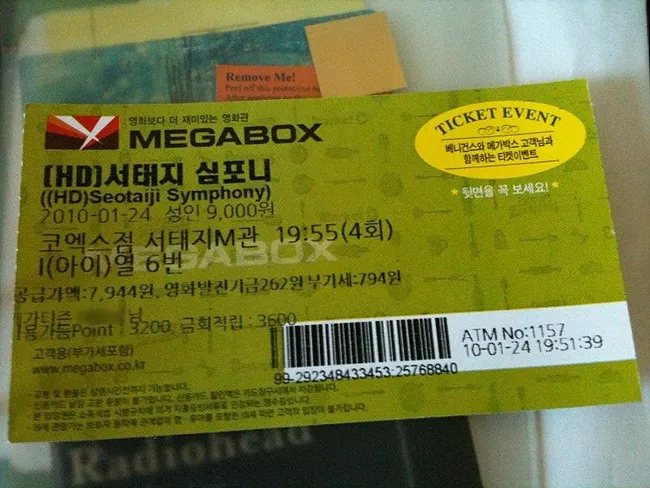 Remove Me!
Peel off this protective
영화보다 더 재미있는 영화관
MEGABOX
TICKET EVENT
베니건스와 메가박스 고객님과
함께하는 티켓이벤트
★ 뒷면을 꼭 보세요! ★
(HD)서태지 심포니
((HD)Seotaiji Symphony)
2010-01-24 성인 9,000원
코엑스점 서태지M관 19:55(4회)
I(아이)열 6번
MEGABOX
공급가액:7,944원, 영화발진기금262원부가세:794원
님
Point : 3200, 금회적립 : 3600
고객용(부가세포함)
www.megabox.co.kr
99-292348433453:25768840
ATM No:1157
10-01-24 19:51:39
Radiohead